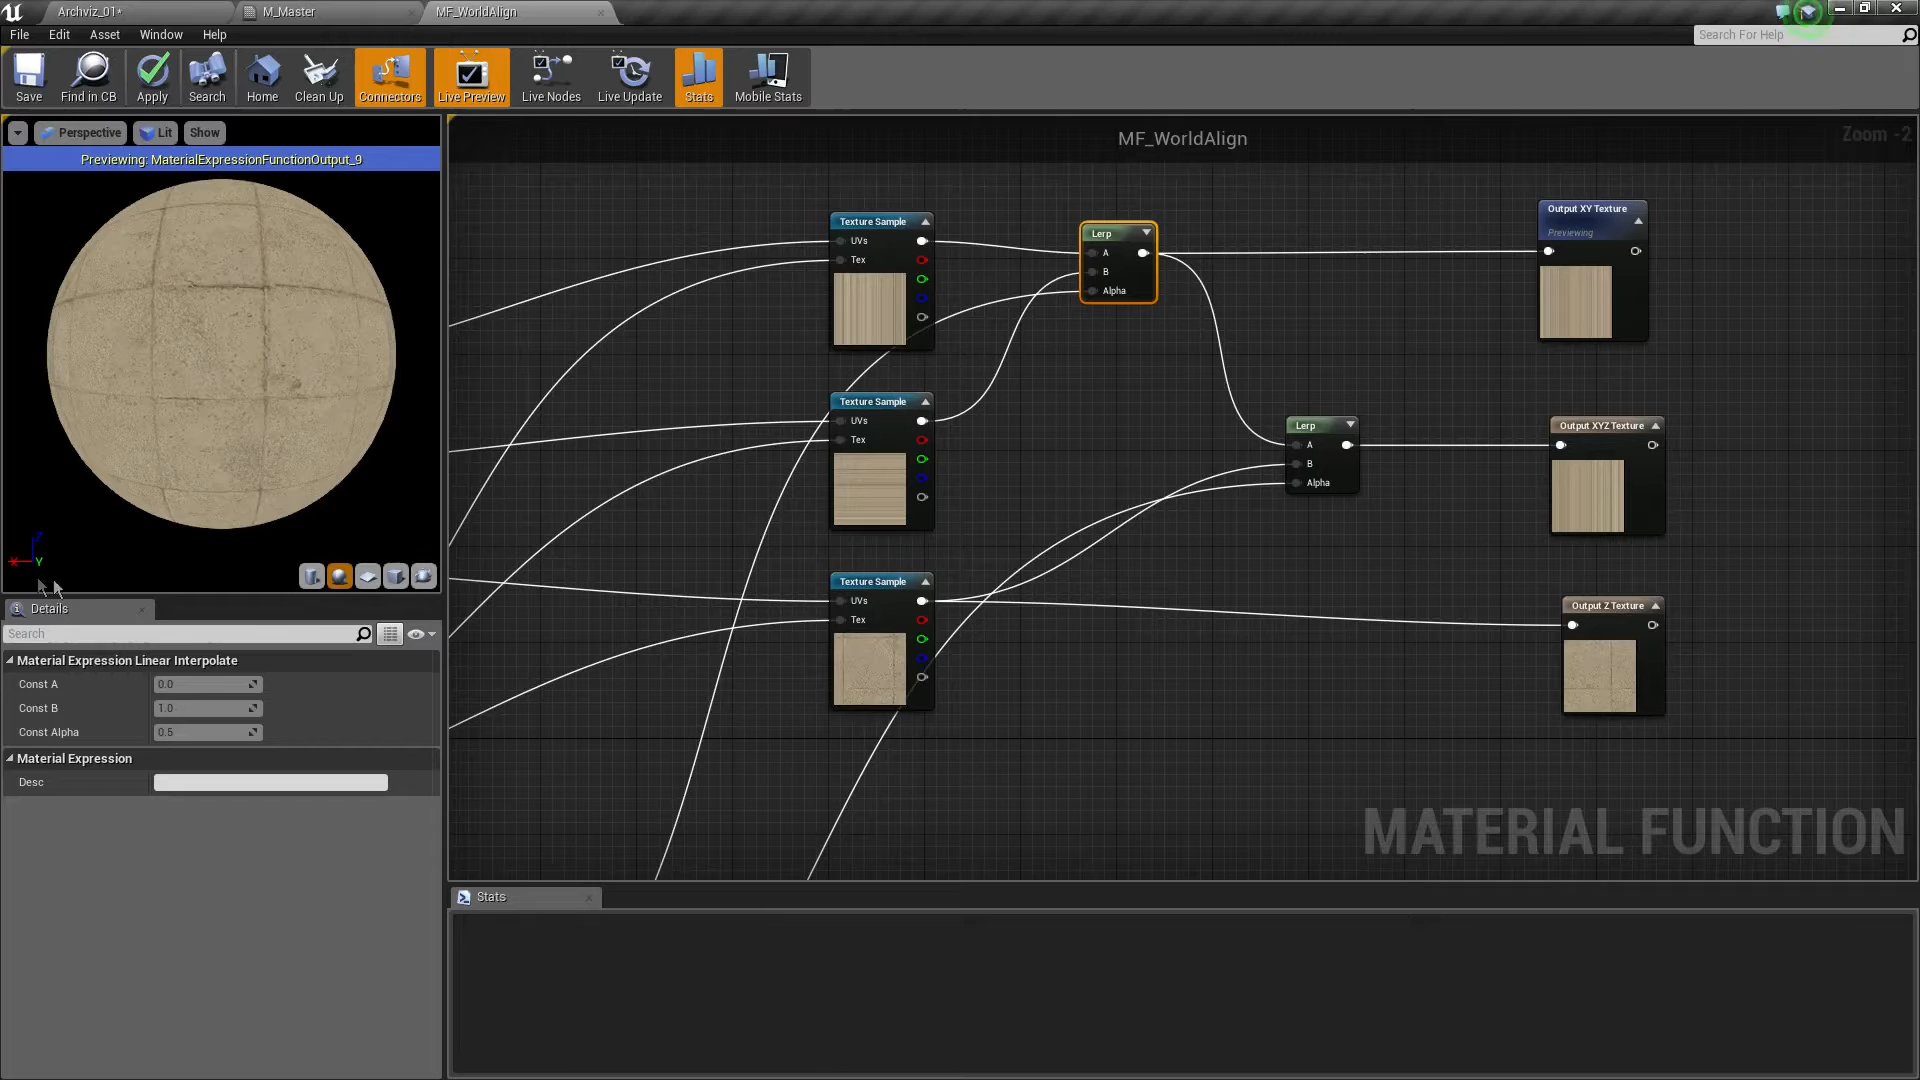 Archviz_01*
M_Master
MF_WorldAlign
File Edit Asset Window Help
Search For Help
Save
Find in CB
Apply
Search
Home
Clean Up
Connectors
Live Preview
Live Nodes
Live Update
Stats
Mobile Stats
Perspective
Lit
Show
Previewing: MaterialExpressionFunctionOutput_9
Z
X
Y
MF_WorldAlign
Zoom -2
Texture Sample
UVs
Tex
Lerp
A
B
Alpha
Output XY Texture
Previewing
Texture Sample
UVs
Tex
Lerp
A
B
Alpha
Output XYZ Texture
Texture Sample
UVs
Tex
Output Z Texture
MATERIAL FUNCTION
Details
Search
Material Expression Linear Interpolate
Const A 0.0
Const B 1.0
Const Alpha 0.5
Material Expression
Desc
Stats